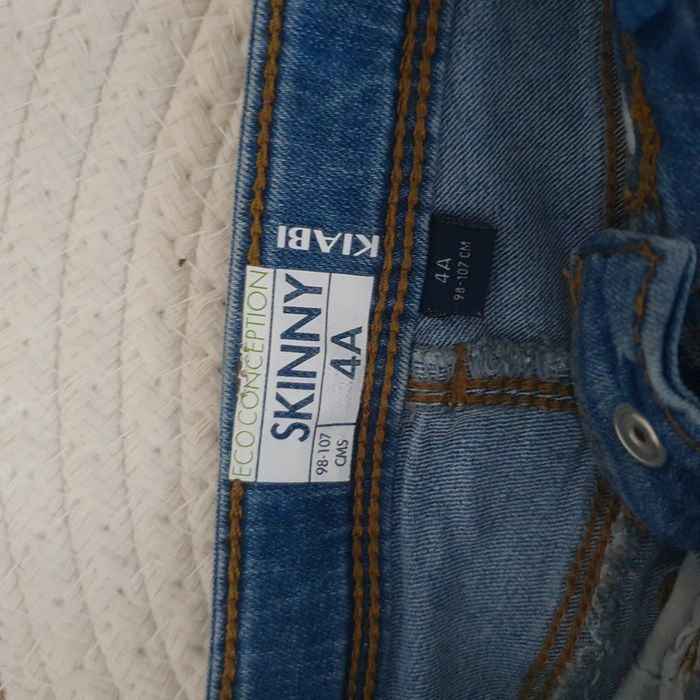 KIABI
ECO CONCEPTION
SKINNY
98-107
CMS
4A
4A
98-107 CM